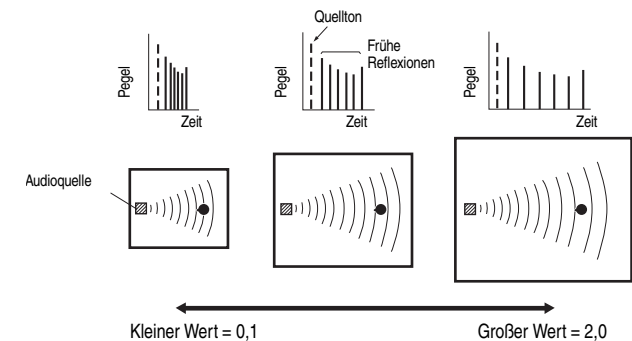 Quellton
Frühe
Reflexionen
Pegel
Zeit
Pegel
Zeit
Pegel
Zeit
Audioquelle
Kleiner Wert = 0,1
Großer Wert = 2,0